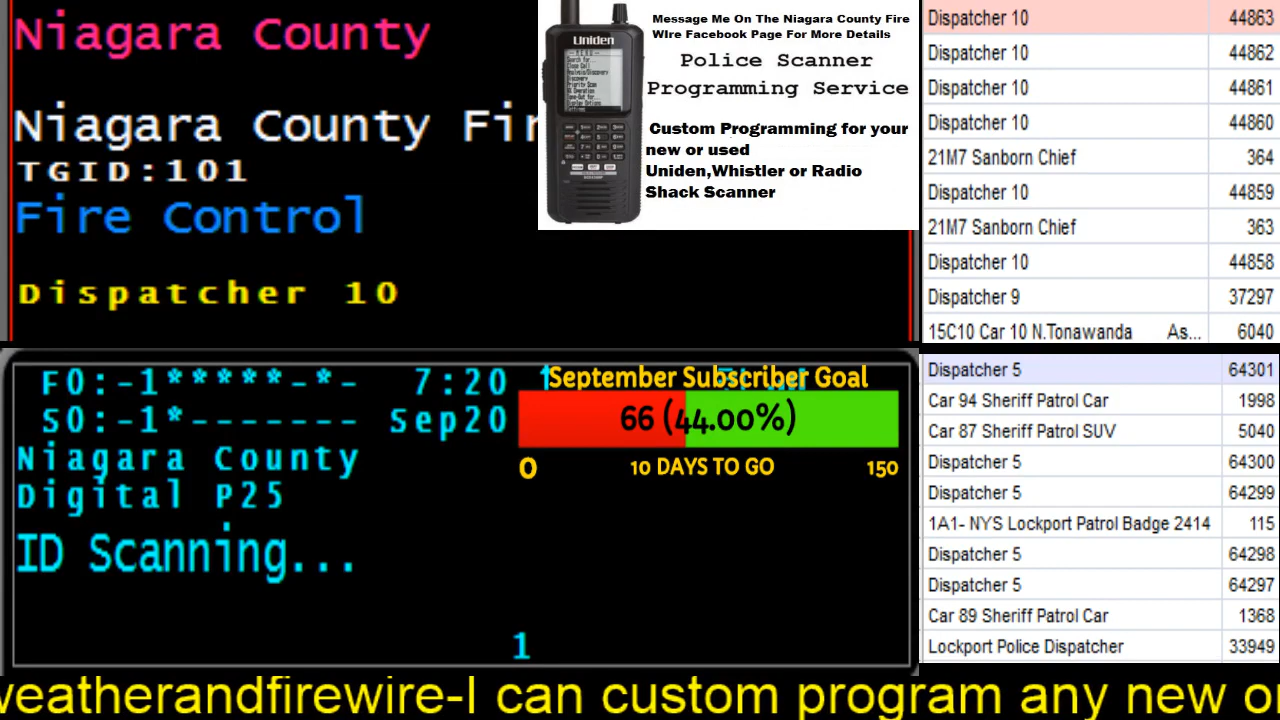 Niagara County
Niagara County Fir
TGID:101
Fire Control
Dispatcher 10
Uniden
Message Me On The Niagara County Fire
WIre Facebook Page For More Details
Police Scanner
Programming Service
Custom Programming for your
new or used
Uniden,Whistler or Radio
Shack Scanner
Dispatcher 10 44863
Dispatcher 10 44862
Dispatcher 10 44861
Dispatcher 10 44860
21M7 Sanborn Chief 364
Dispatcher 10 44859
21M7 Sanborn Chief 363
Dispatcher 10 44858
Dispatcher 9 37297
15C10 Car 10 N.Tonawanda As... 6040
F0:-1*****-*- 7:20
S0:-1*------- Sep20
Niagara County
Digital P25
ID Scanning...
1
September Subscriber Goal
66 (44.00%)
0 10 DAYS TO GO 150
Dispatcher 5 64301
Car 94 Sheriff Patrol Car 1998
Car 87 Sheriff Patrol SUV 5040
Dispatcher 5 64300
Dispatcher 5 64299
1A1- NYS Lockport Patrol Badge 2414 115
Dispatcher 5 64298
Dispatcher 5 64297
Car 89 Sheriff Patrol Car 1368
Lockport Police Dispatcher 33949
weatherandfirewire-I can custom program any new or